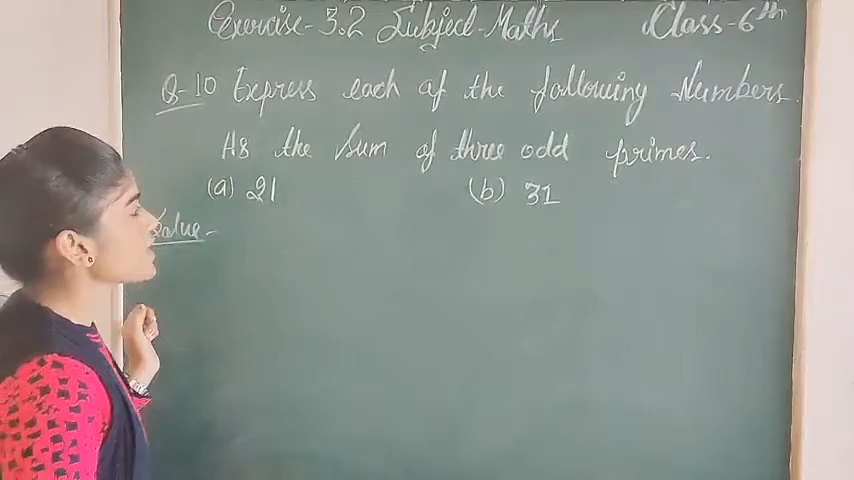 Exercise-3.2 Subject-Maths Class-6th
Q-10 Express each of the following Numbers.
As the sum of three odd primes.
(a) 21 (b) 31
Solue-